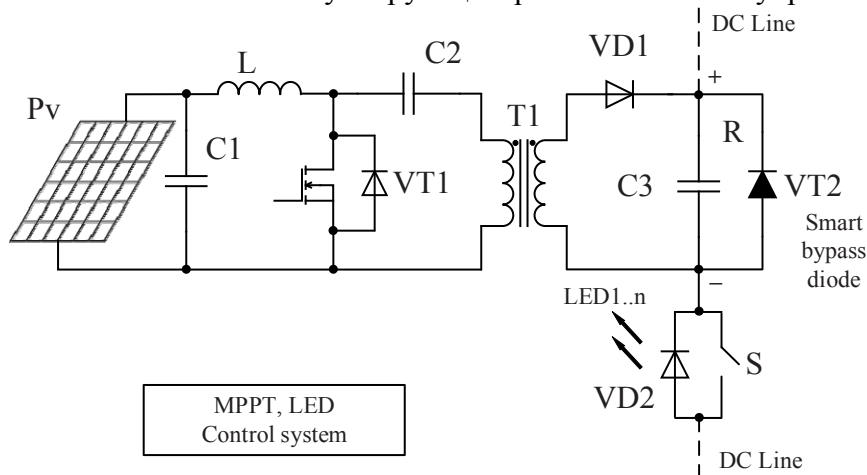 DC Line
VD1
C2
L
+
T1
Pv
C1
R
VT1
C3
VT2
Smart
bypass
diode
−
LED1..n
S
VD2
MPPT, LED
Control system
DC Line